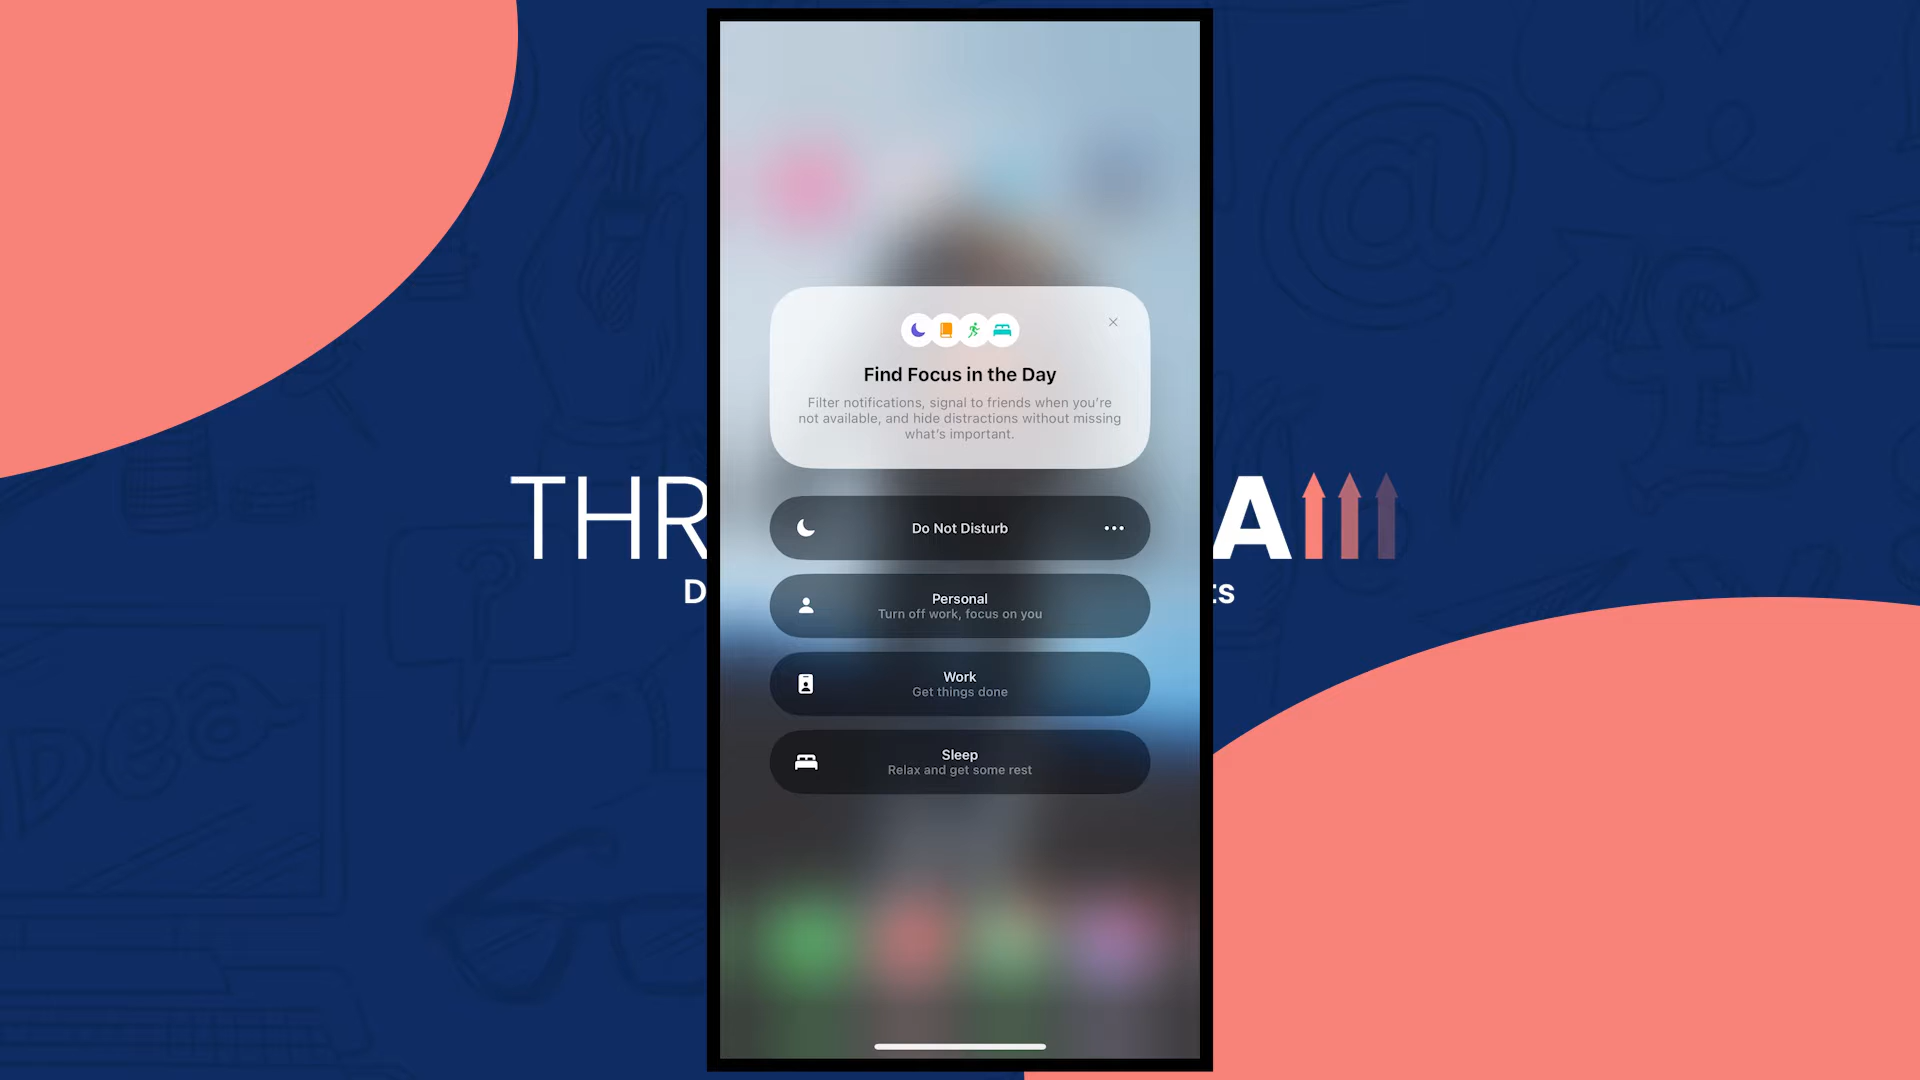 Find Focus in the Day
Filter notifications, signal to friends when you're
not available, and hide distractions without missing
what's important.
Do Not Disturb
Personal
Turn off work, focus on you
Work
Get things done
Sleep
Relax and get some rest